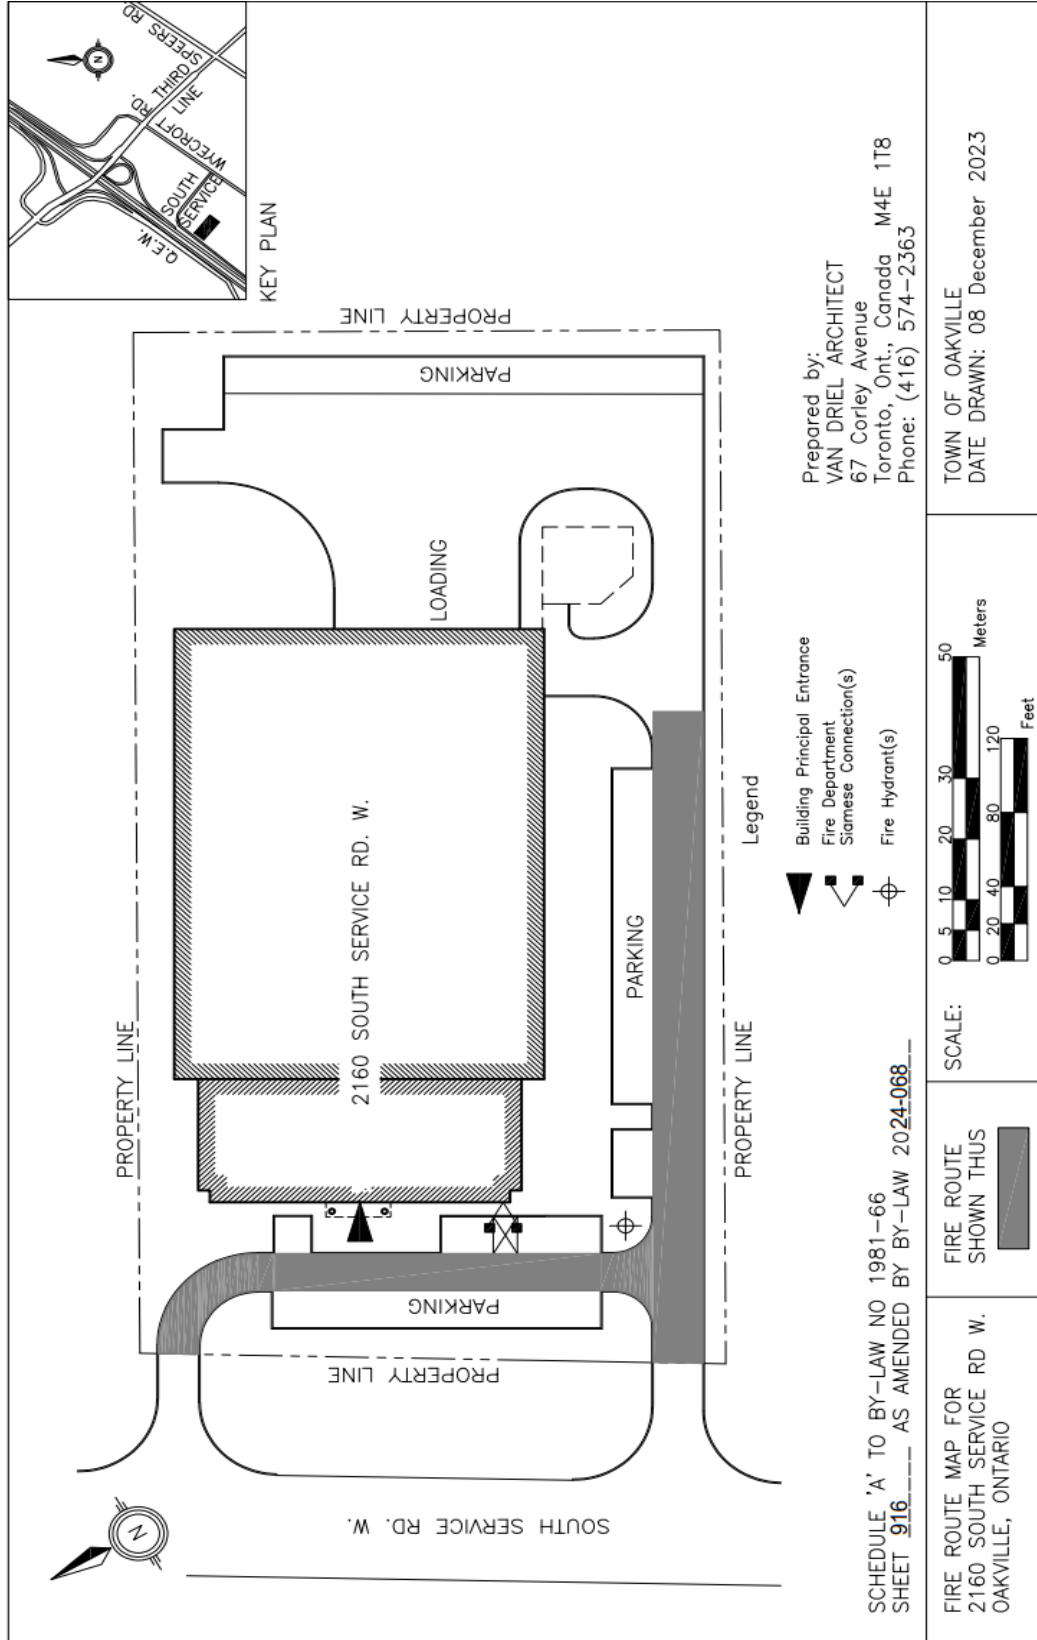 SPEERS RD
THIRD
LINE
WYECROFT RD.
SOUTH
SERVICE
Q.E.W.
N
KEY PLAN
PROPERTY LINE
PARKING
LOADING
PROPERTY LINE
2160 SOUTH SERVICE RD. W.
PARKING
PROPERTY LINE
PARKING
PROPERTY LINE
SOUTH SERVICE RD. W.
N
Legend
Building Principal Entrance
Fire Department
Siamese Connection(s)
Fire Hydrant(s)
Prepared by:
VAN DRIEL ARCHITECT
67 Corley Avenue
Toronto, Ont., Canada M4E 1T8
Phone: (416) 574-2363
SCHEDULE 'A' TO BY-LAW NO 1981-66
SHEET 916____ AS AMENDED BY BY-LAW 2024-068__
FIRE ROUTE MAP FOR
2160 SOUTH SERVICE RD W.
OAKVILLE, ONTARIO
FIRE ROUTE
SHOWN THUS
SCALE:
0 5 10 20 30 50
Meters
0 20 40 80 120
Feet
TOWN OF OAKVILLE
DATE DRAWN: 08 December 2023